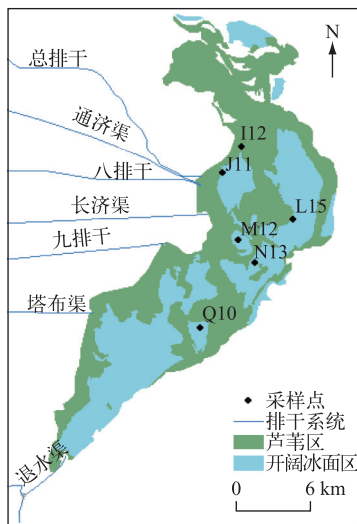 N
总排干
通济渠
I12
八排干
J11
长济渠
L15
M12
九排干
N13
塔布渠
Q10
采样点
排干系统
芦苇区
退水渠
开阔冰面区
0 6 km